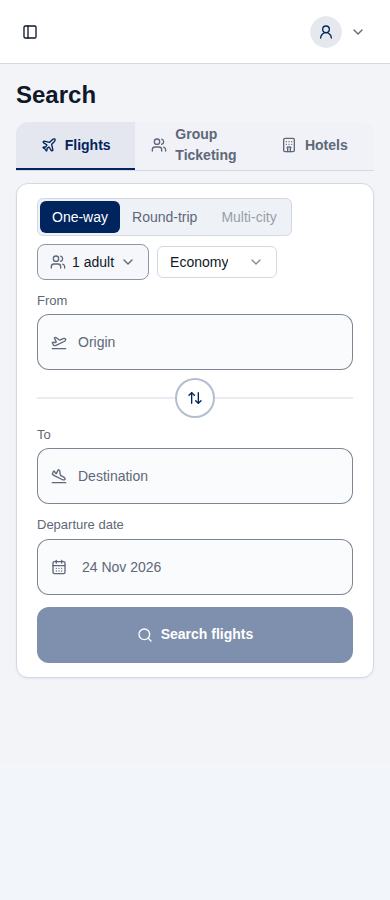 Search
Flights
Group
Ticketing
Hotels
One-way
Round-trip
Multi-city
1 adult
Economy
From
Origin
To
Destination
Departure date
24 Nov 2026
Search flights